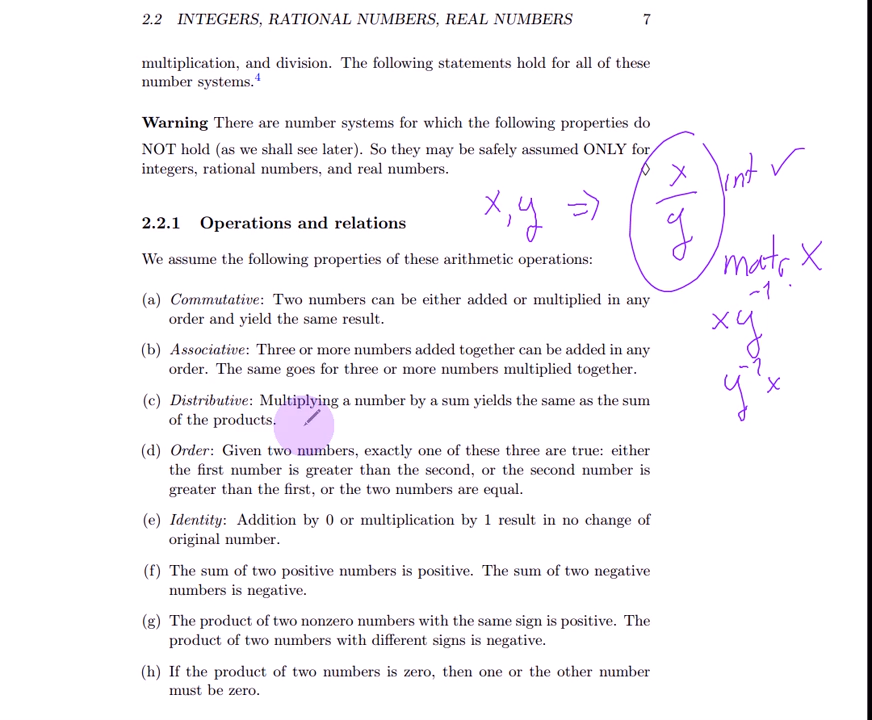 2.2 INTEGERS, RATIONAL NUMBERS, REAL NUMBERS 7
multiplication, and division. The following statements hold for all of these
number systems.4
Warning There are number systems for which the following properties do
NOT hold (as we shall see later). So they may be safely assumed ONLY for
integers, rational numbers, and real numbers.
x, y ⇒ x/y
int ✓
matr. X
xy⁻¹
y⁻¹x
2.2.1 Operations and relations
We assume the following properties of these arithmetic operations:
(a) Commutative: Two numbers can be either added or multiplied in any
order and yield the same result.
(b) Associative: Three or more numbers added together can be added in any
order. The same goes for three or more numbers multiplied together.
(c) Distributive: Multiplying a number by a sum yields the same as the sum
of the products.
(d) Order: Given two numbers, exactly one of these three are true: either
the first number is greater than the second, or the second number is
greater than the first, or the two numbers are equal.
(e) Identity: Addition by 0 or multiplication by 1 result in no change of
original number.
(f) The sum of two positive numbers is positive. The sum of two negative
numbers is negative.
(g) The product of two nonzero numbers with the same sign is positive. The
product of two numbers with different signs is negative.
(h) If the product of two numbers is zero, then one or the other number
must be zero.